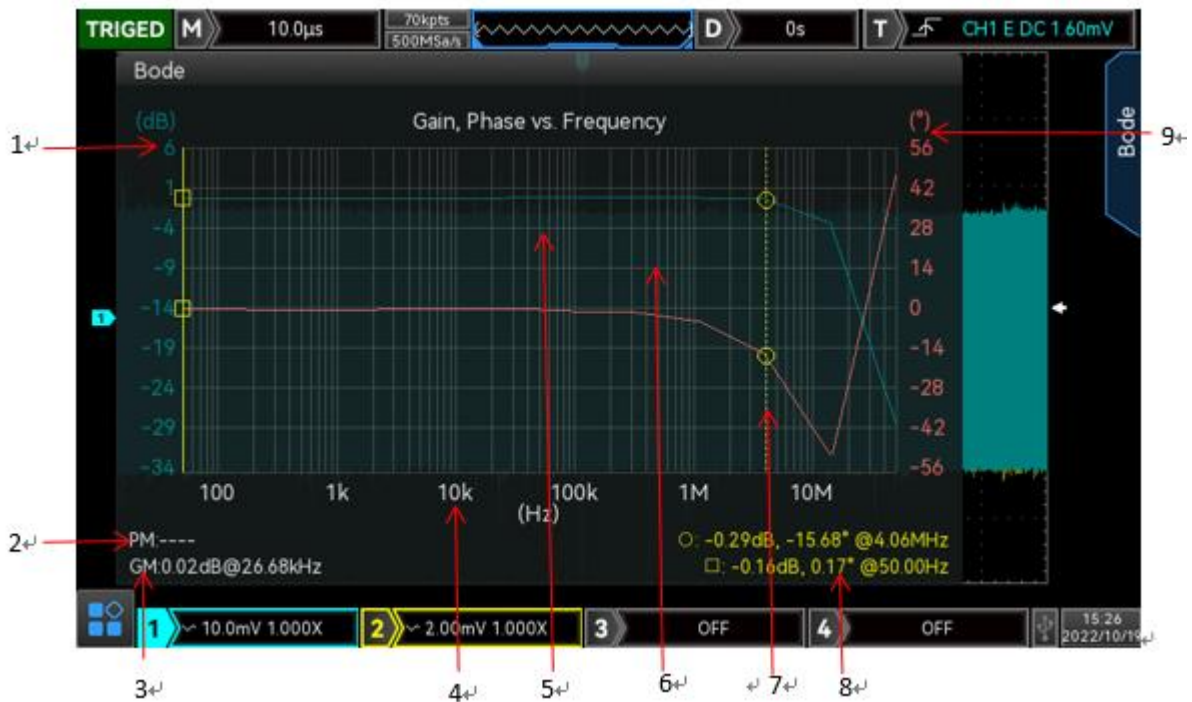 TRIGED M 10.0µs 70kpts D 0s T CH1 E DC 1.60mV
500MSa/s
Bode
Bode
(dB) Gain, Phase vs. Frequency (°)
1 6 56 9
1 42
-4 28
-9 14
1 -14 0
-19 -14
-24 -28
-29 -42
-34 -56
100 1k 10k 100k 1M 10M
(Hz)
2 PM:---- O: -0.29dB, -15.68° @4.06MHz
GM:0.02dB@26.68kHz □: -0.16dB, 0.17° @50.00Hz
1 10.0mV 1.000X 2 2.00mV 1.000X 3 OFF 4 OFF 15:26
2022/10/19
3 4 5 6 7 8